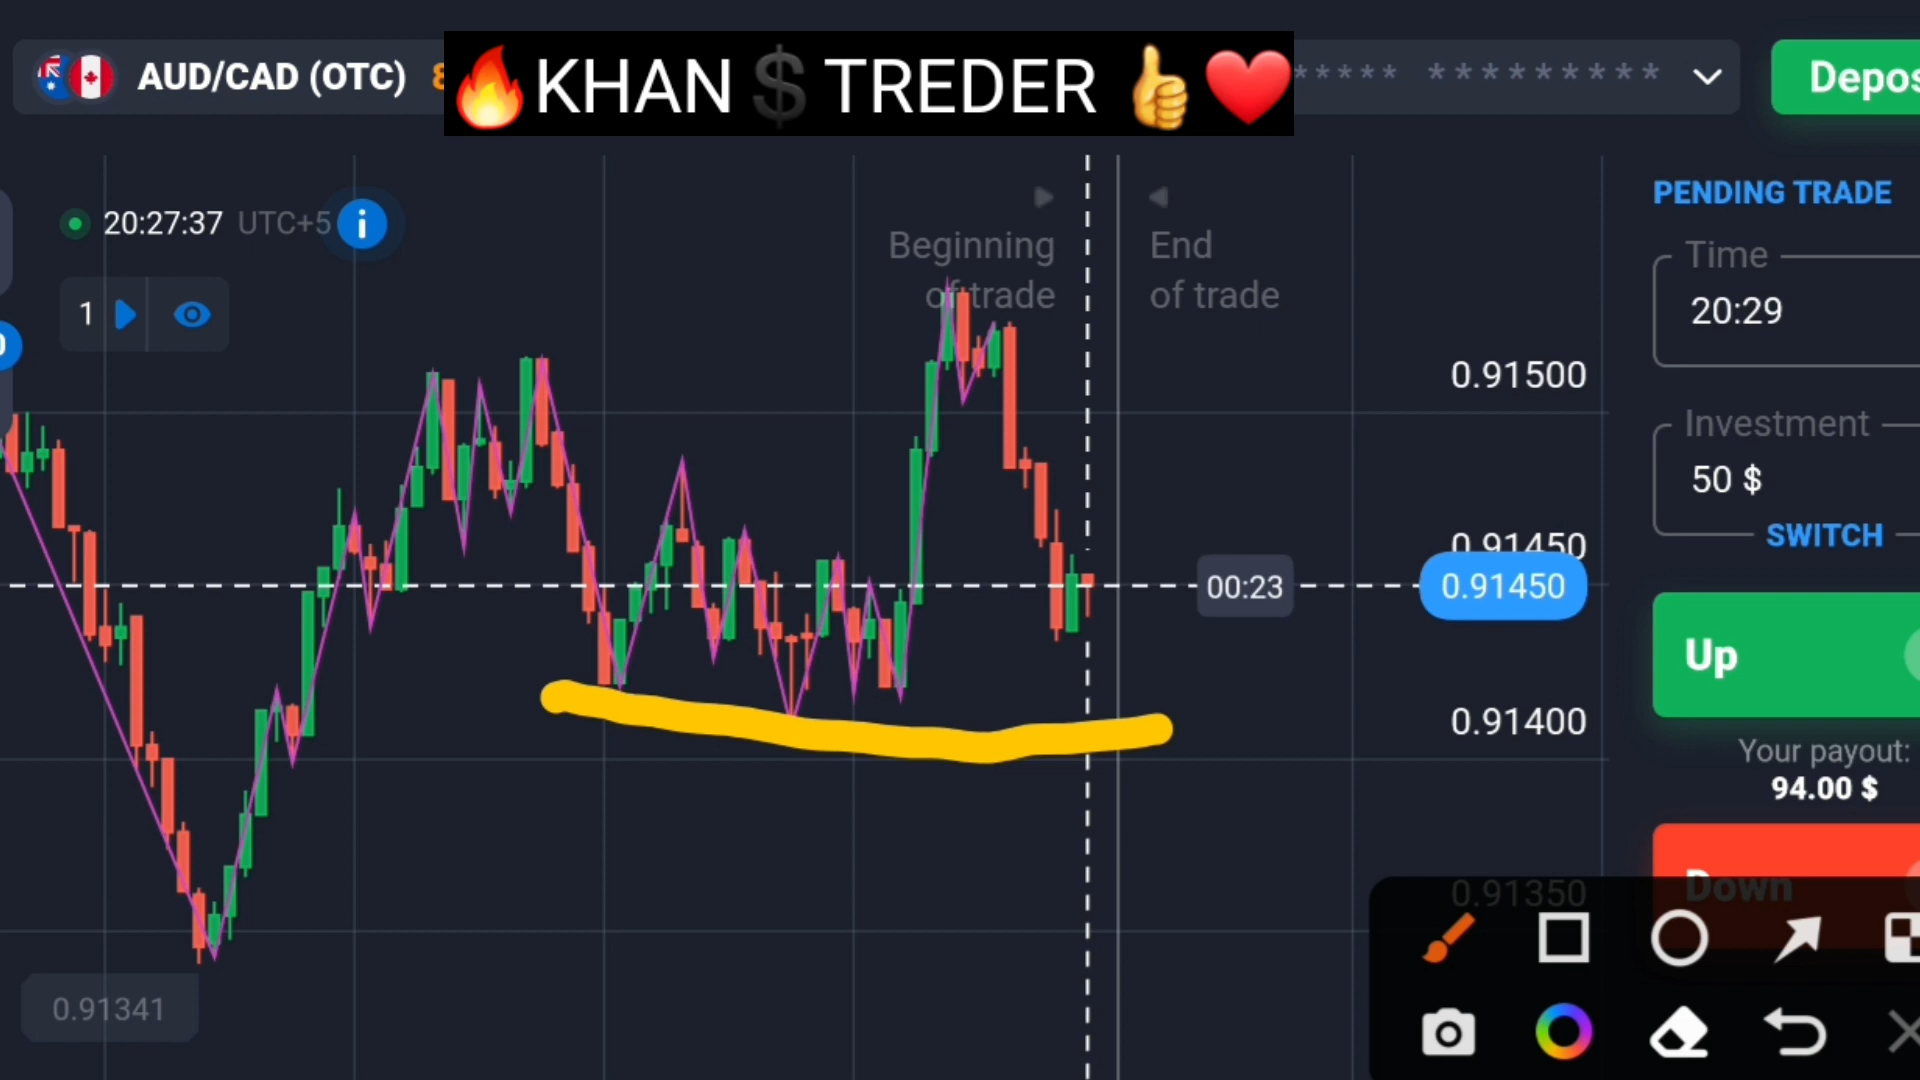 AUD/CAD (OTC)
🔥KHAN💲TREDER 👍❤️
***** *********
20:27:37 UTC+5
1
Beginning
of trade
End
of trade
PENDING TRADE
Time
20:29
Investment
50 $
SWITCH
0.91500
0.91450
00:23
0.91450
Up
0.91400
Your payout:
94.00 $
0.91350
Down
0.91341